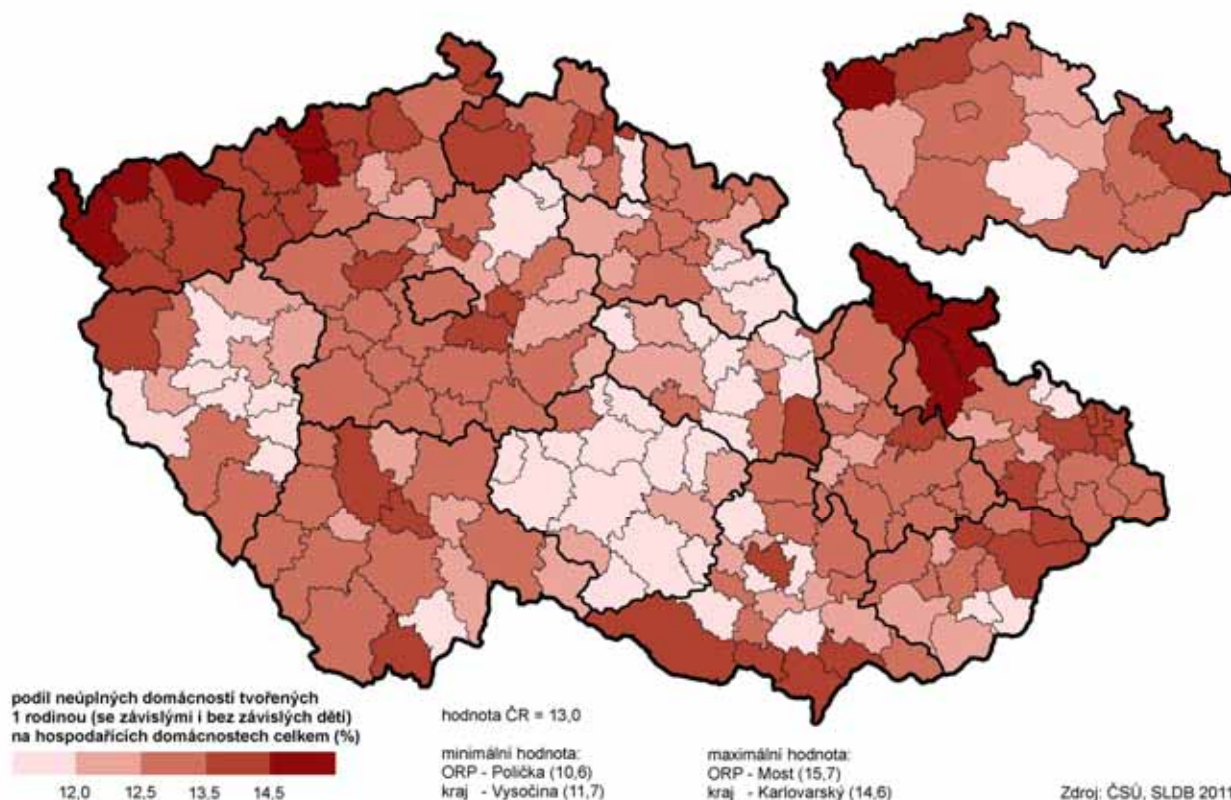 podíl neúplných domácností tvořených
1 rodinou (se závislými i bez závislých dětí)
na hospodařících domácnostech celkem (%)
12,0 12,5 13,5 14,5
hodnota ČR = 13,0
minimální hodnota:
ORP - Polička (10,6)
kraj - Vysočina (11,7)
maximální hodnota:
ORP - Most (15,7)
kraj - Karlovarský (14,6)
Zdroj: ČSÚ, SLDB 2011